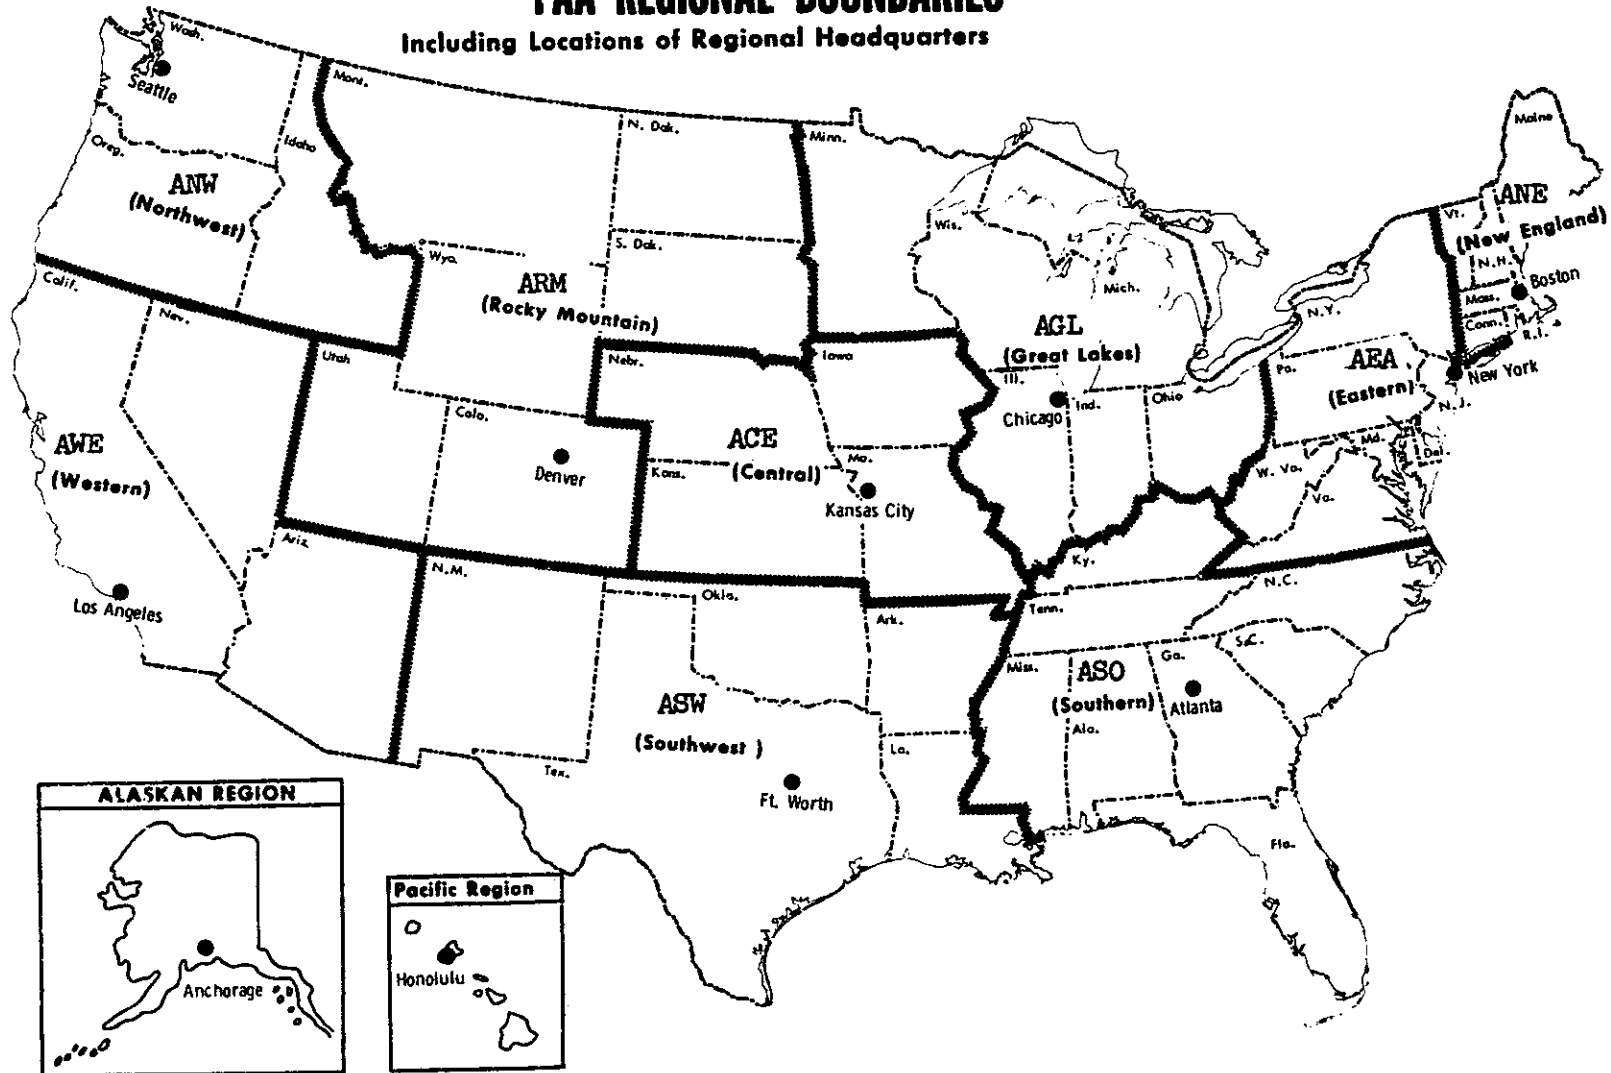 FAA REGIONAL BOUNDARIES
Including Locations of Regional Headquarters
Wash.
Seattle
Oreg.
Idaho
Mont.
N. Dak.
Minn.
Maine
ANW
(Northwest)
Wis.
S. Dak.
Wyo.
Vt.
ANE
(New England)
N.H.
Boston
Mass.
Conn.
R.I.
Calif.
Nev.
ARM
(Rocky Mountain)
Mich.
N.Y.
AGL
(Great Lakes)
Utah
Nebr.
Iowa
Ill.
Chicago
Ind.
Ohio
Pa.
AEA
(Eastern)
New York
N.J.
Colo.
AWE
(Western)
Denver
ACE
(Central)
Kans.
Mo.
Kansas City
Md.
Del.
W. Va.
Va.
Ariz.
N.M.
Okla.
Ky.
N.C.
Los Angeles
Ark.
Tenn.
Miss.
ASO
(Southern)
Ga.
S.C.
Atlanta
Ala.
ASW
(Southwest )
La.
Tex.
Ft. Worth
Fla.
ALASKAN REGION
Anchorage
Pacific Region
Honolulu